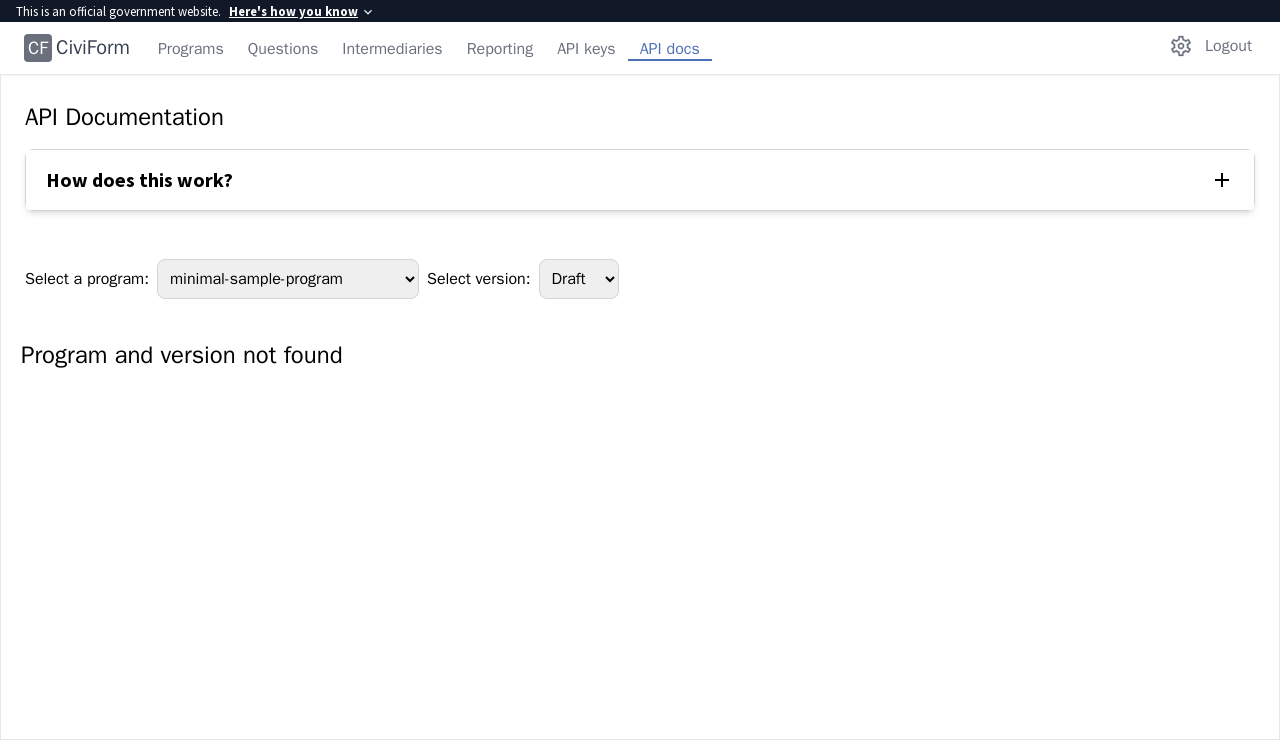 This is an official government website. Here's how you know
CF CiviForm Programs Questions Intermediaries Reporting API keys API docs Logout
API Documentation
How does this work?
Select a program: minimal-sample-program Select version: Draft
Program and version not found